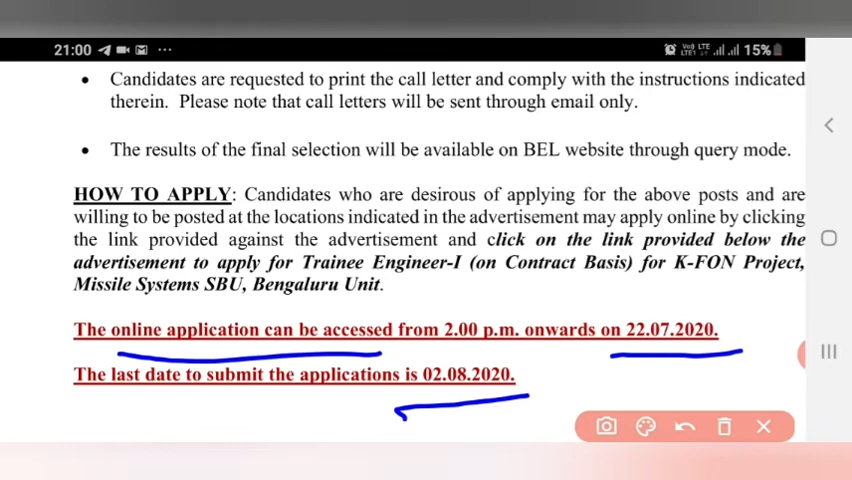 21:00 ... Vo9 LTE LTE1 15%
• Candidates are requested to print the call letter and comply with the instructions indicated
therein. Please note that call letters will be sent through email only.
• The results of the final selection will be available on BEL website through query mode.
HOW TO APPLY: Candidates who are desirous of applying for the above posts and are
willing to be posted at the locations indicated in the advertisement may apply online by clicking
the link provided against the advertisement and click on the link provided below the
advertisement to apply for Trainee Engineer-I (on Contract Basis) for K-FON Project,
Missile Systems SBU, Bengaluru Unit.
The online application can be accessed from 2.00 p.m. onwards on 22.07.2020.
The last date to submit the applications is 02.08.2020.